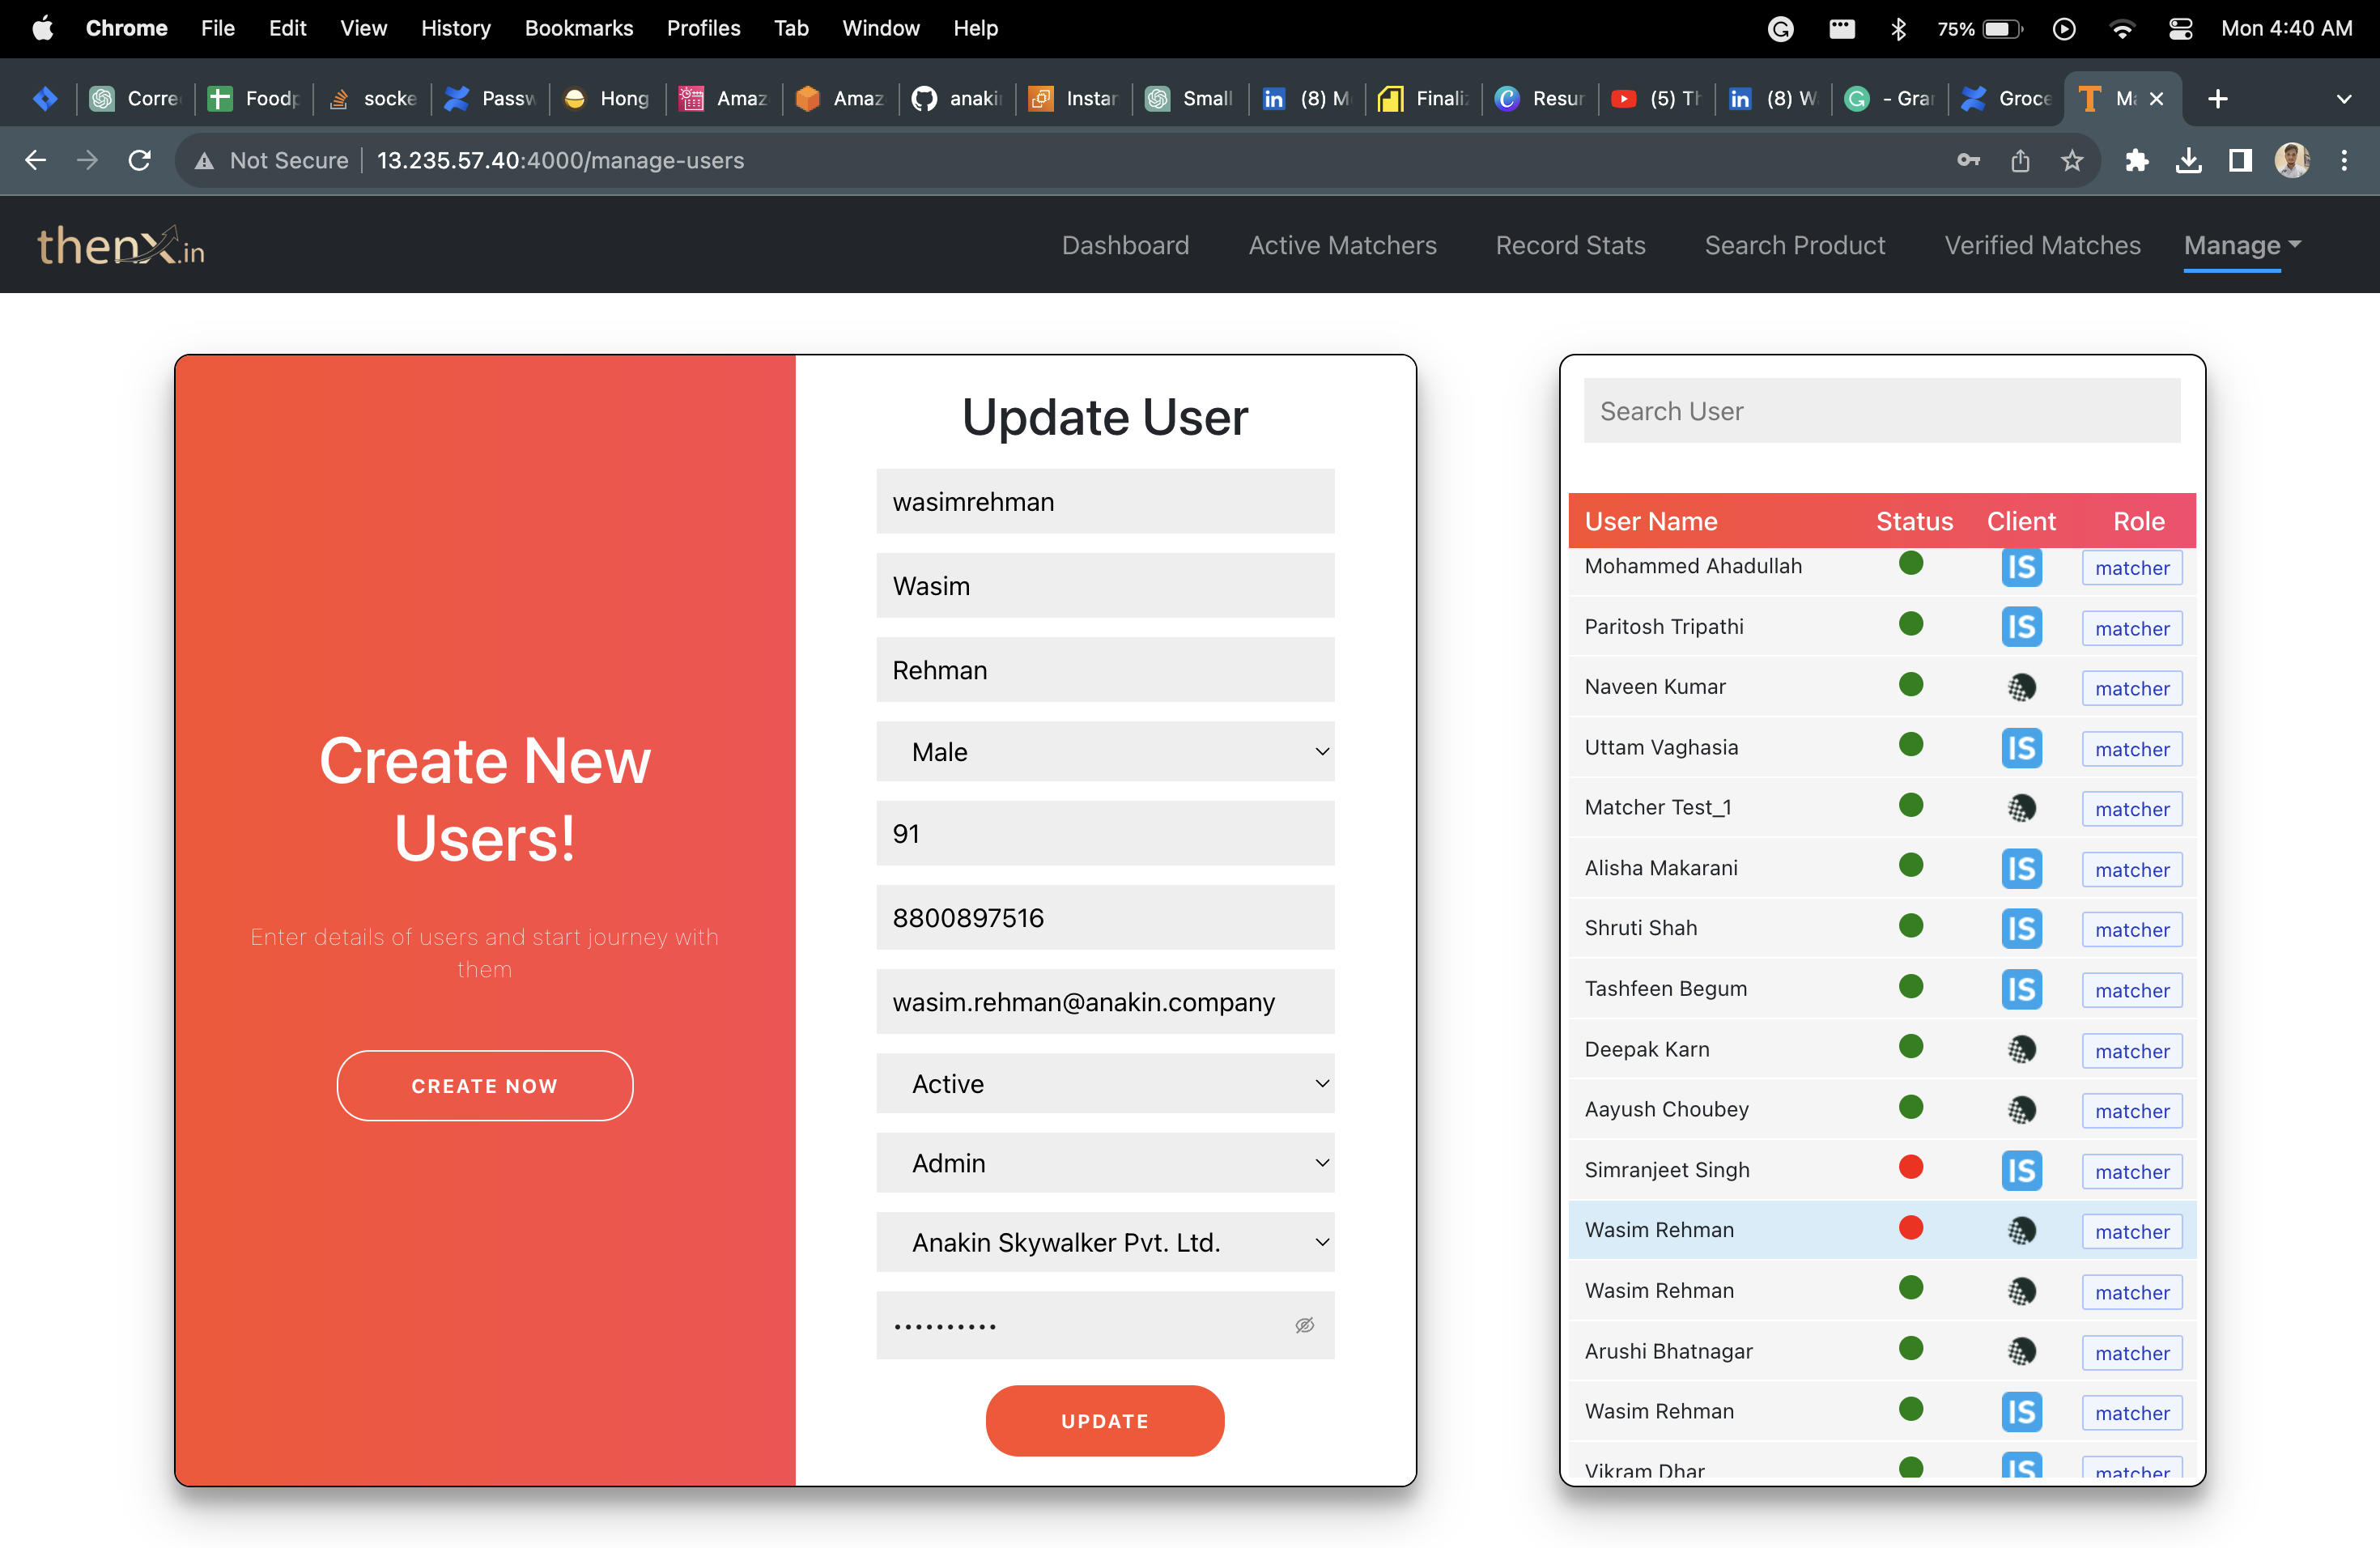 Chrome File Edit View History Bookmarks Profiles Tab Window Help 75% Mon 4:40 AM
Corre Foodp socke Passw Hong Amaz Amaz anaki Instan Small (8) M Finaliz Resum (5) Th (8) W - Gra Groce Ma
Not Secure 13.235.57.40:4000/manage-users
thenX.in Dashboard Active Matchers Record Stats Search Product Verified Matches Manage
Create New
Users!
Enter details of users and start journey with
them
CREATE NOW
Update User
wasimrehman
Wasim
Rehman
Male
91
8800897516
wasim.rehman@anakin.company
Active
Admin
Anakin Skywalker Pvt. Ltd.
••••••••••
UPDATE
Search User
User Name Status Client Role
Mohammed Ahadullah IS matcher
Paritosh Tripathi IS matcher
Naveen Kumar matcher
Uttam Vaghasia IS matcher
Matcher Test_1 matcher
Alisha Makarani IS matcher
Shruti Shah IS matcher
Tashfeen Begum IS matcher
Deepak Karn matcher
Aayush Choubey matcher
Simranjeet Singh IS matcher
Wasim Rehman matcher
Wasim Rehman matcher
Arushi Bhatnagar matcher
Wasim Rehman IS matcher
Vikram Dhar IS matcher